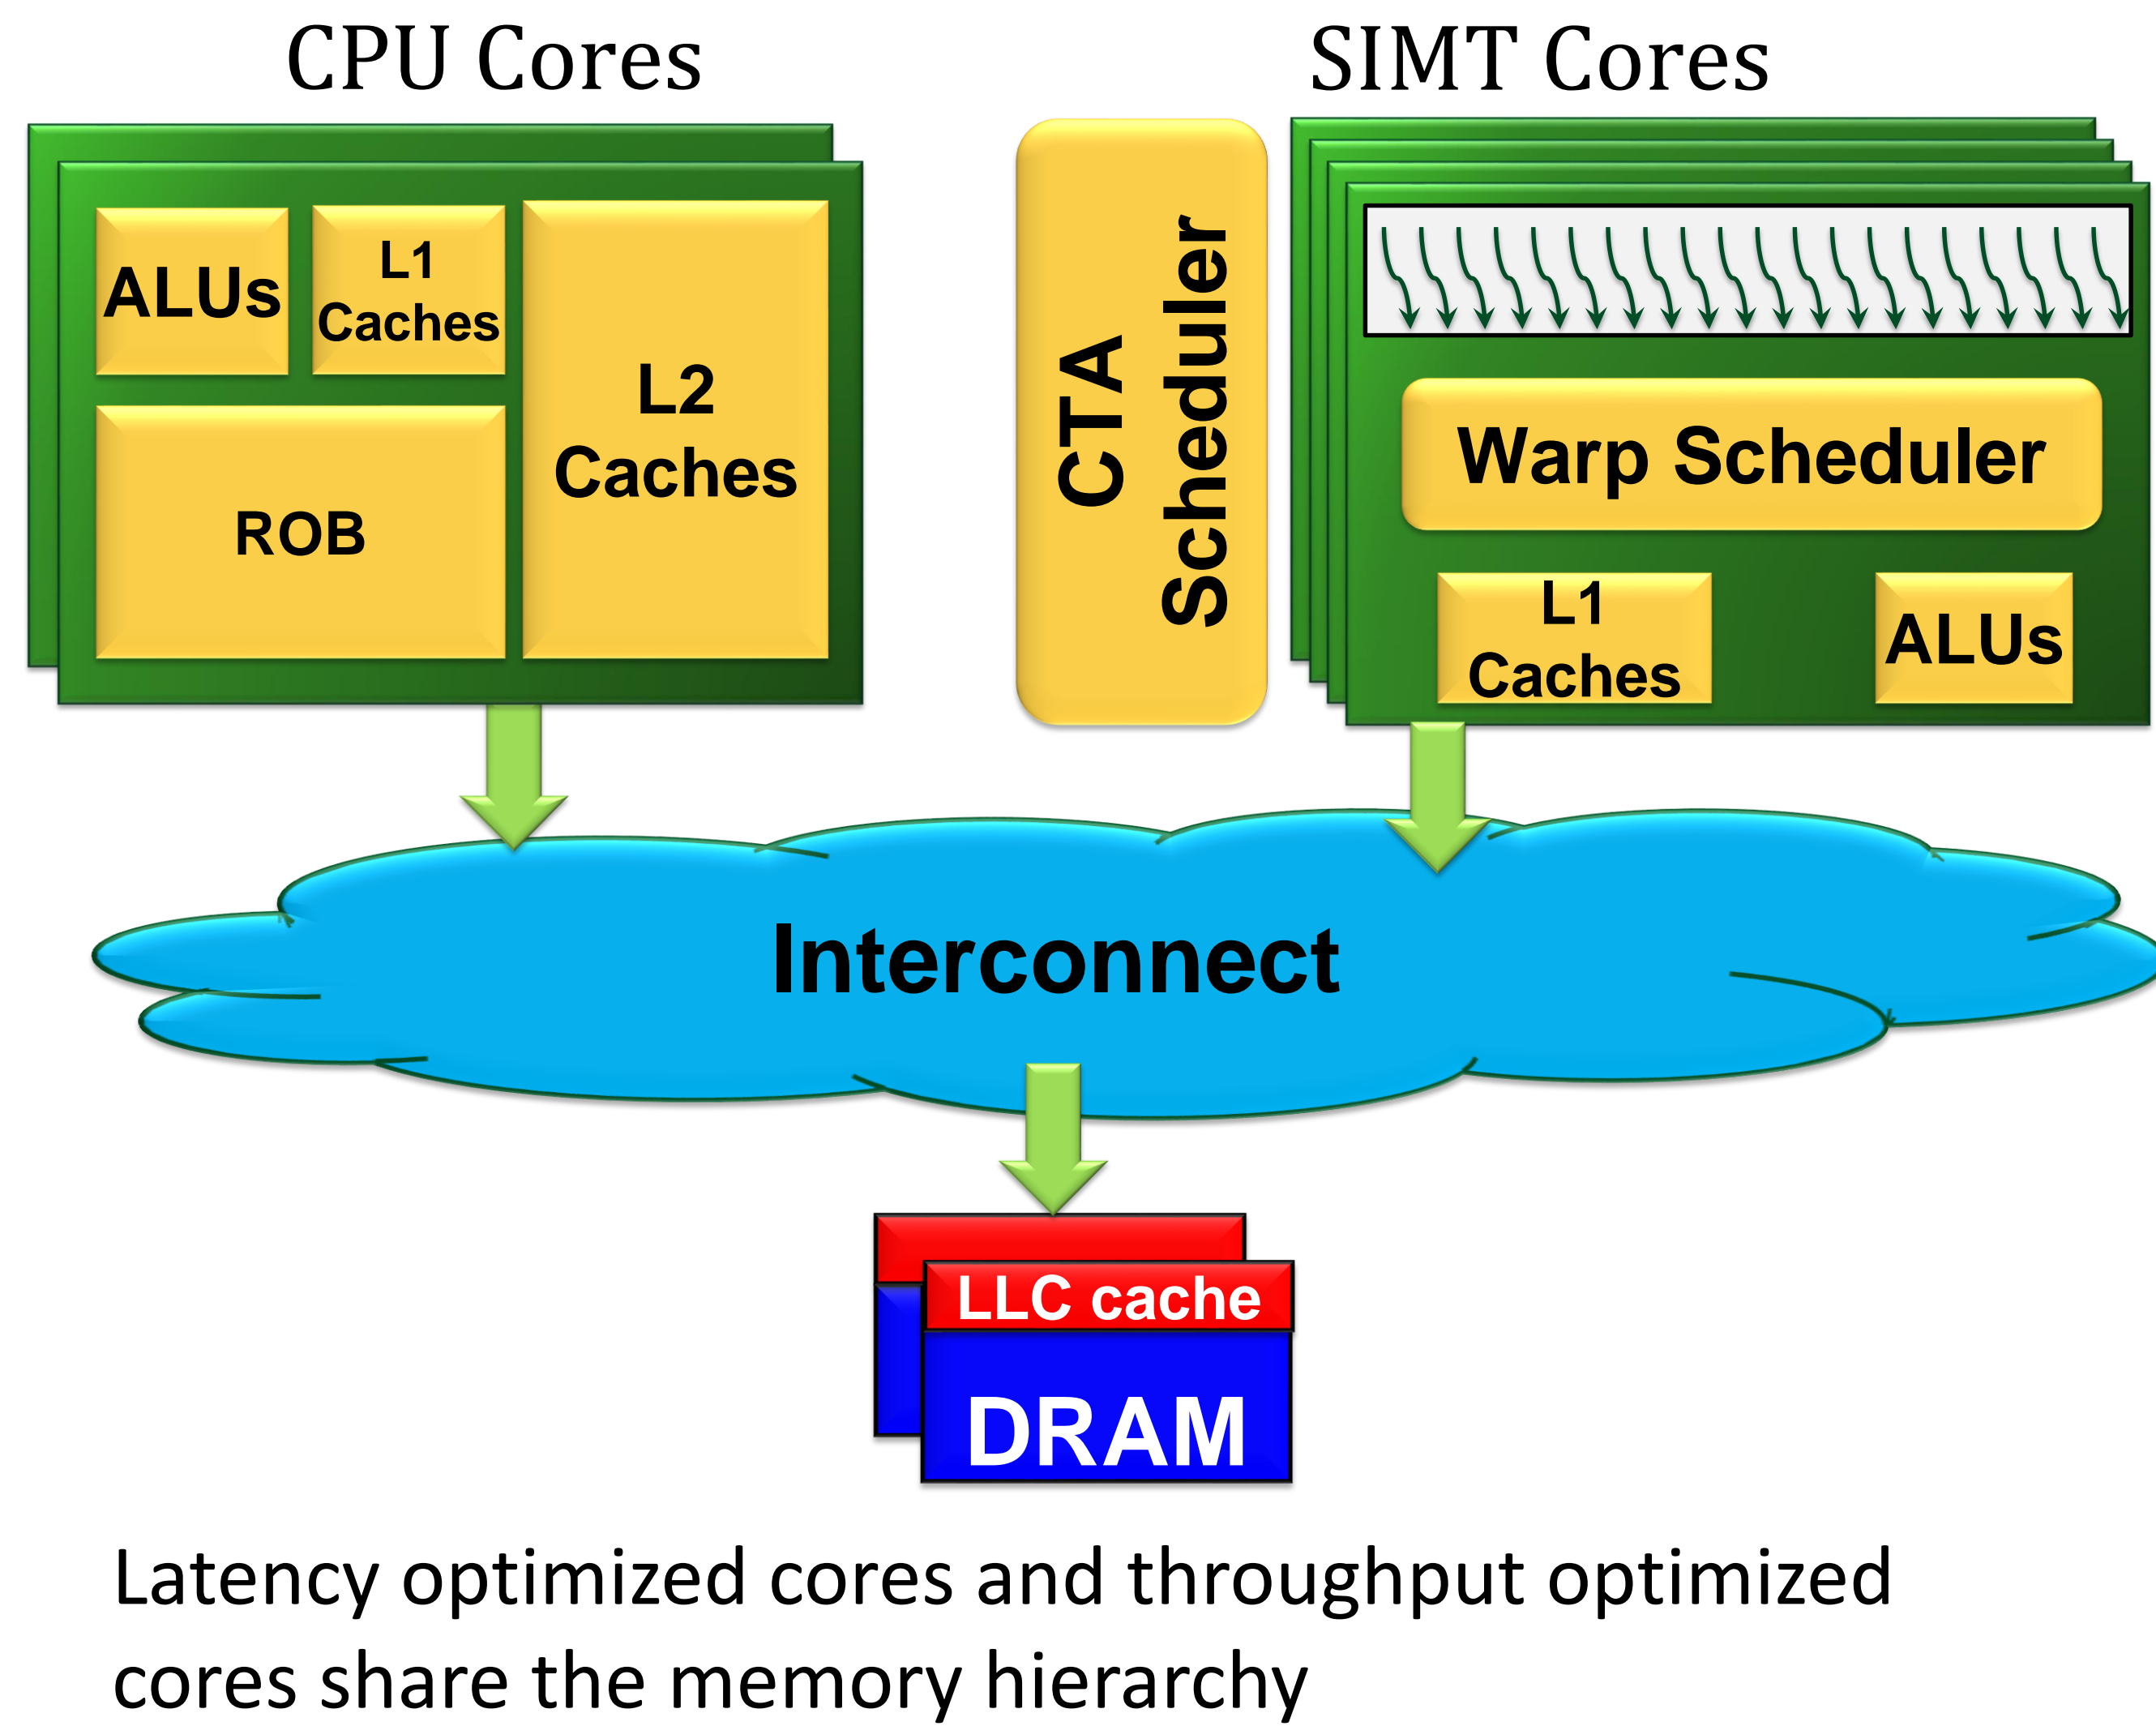 CPU Cores
SIMT Cores
ALUs
L1
Caches
L2
Caches
ROB
CTA
Scheduler
Warp Scheduler
L1
Caches
ALUs
Interconnect
LLC cache
DRAM
Latency optimized cores and throughput optimized
cores share the memory hierarchy